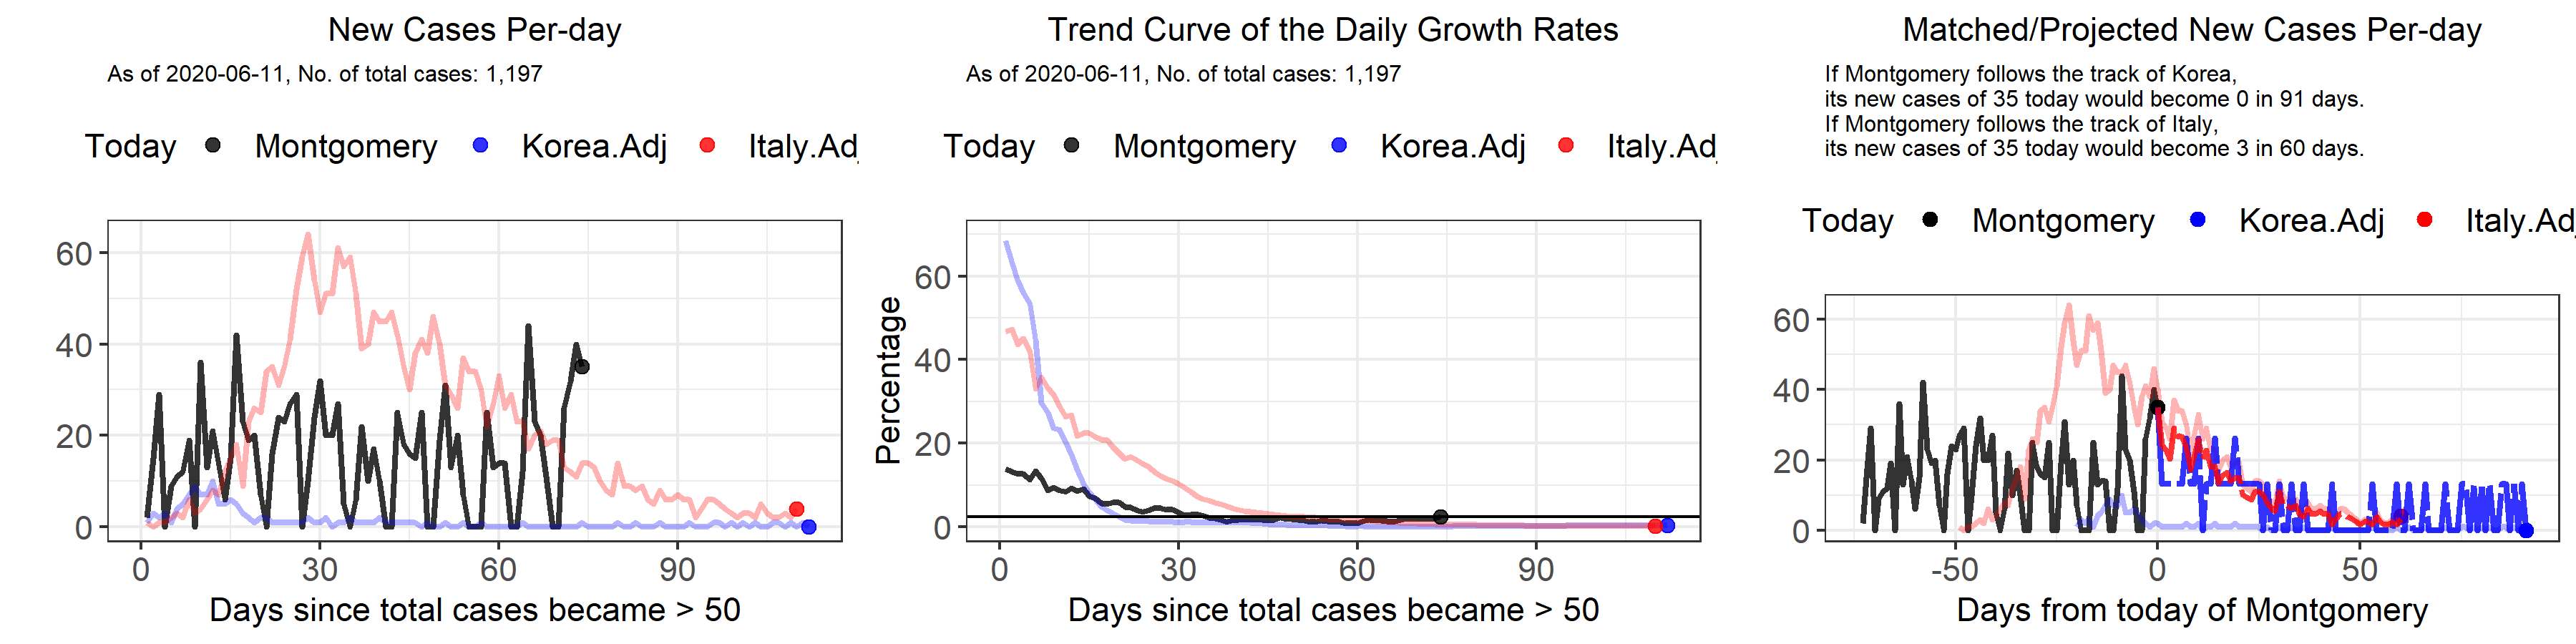 New Cases Per-day
As of 2020-06-11, No. of total cases: 1,197
Today Montgomery Korea.Adj Italy.Ad
60
40
20
0
0 30 60 90
Days since total cases became > 50
Trend Curve of the Daily Growth Rates
As of 2020-06-11, No. of total cases: 1,197
Today Montgomery Korea.Adj Italy.Ad
Percentage
60
40
20
0
0 30 60 90
Days since total cases became > 50
Matched/Projected New Cases Per-day
If Montgomery follows the track of Korea,
its new cases of 35 today would become 0 in 91 days.
If Montgomery follows the track of Italy,
its new cases of 35 today would become 3 in 60 days.
Today Montgomery Korea.Adj Italy.Ad
60
40
20
0
-50 0 50
Days from today of Montgomery